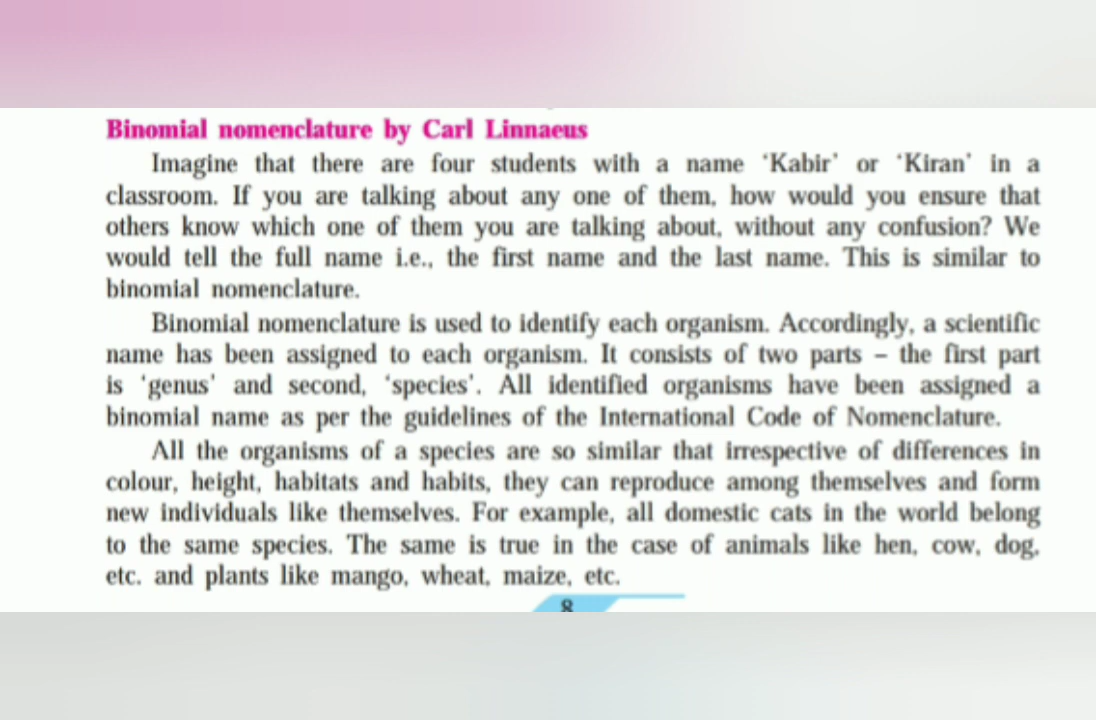 Binomial nomenclature by Carl Linnaeus
Imagine that there are four students with a name ‘Kabir’ or ‘Kiran’ in a
classroom. If you are talking about any one of them, how would you ensure that
others know which one of them you are talking about, without any confusion? We
would tell the full name i.e., the first name and the last name. This is similar to
binomial nomenclature.
Binomial nomenclature is used to identify each organism. Accordingly, a scientific
name has been assigned to each organism. It consists of two parts – the first part
is ‘genus’ and second, ‘species’. All identified organisms have been assigned a
binomial name as per the guidelines of the International Code of Nomenclature.
All the organisms of a species are so similar that irrespective of differences in
colour, height, habitats and habits, they can reproduce among themselves and form
new individuals like themselves. For example, all domestic cats in the world belong
to the same species. The same is true in the case of animals like hen, cow, dog,
etc. and plants like mango, wheat, maize, etc.
8